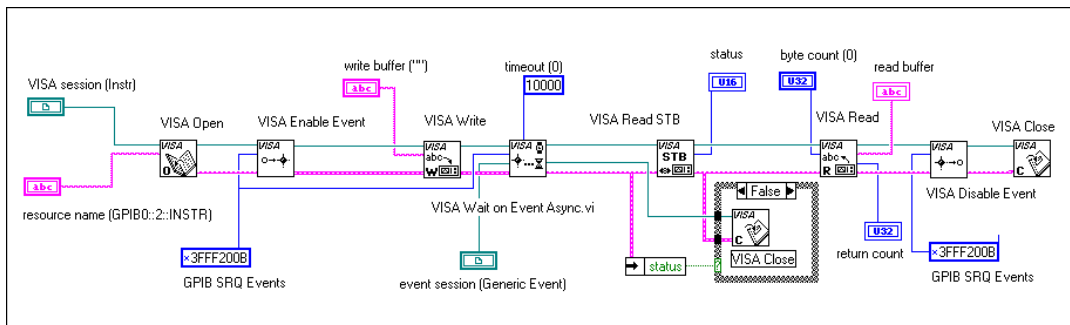 VISA session (Instr)
abc
resource name (GPIB0::2::INSTR)
VISA Open
VISA
O
VISA Enable Event
VISA
×3FFF200B
GPIB SRQ Events
write buffer ("")
abc
VISA Write
VISA
abc
W
timeout (0)
10000
VISA
VISA Wait on Event Async.vi
event session (Generic Event)
status
VISA Read STB
VISA
STB
status
U16
False
VISA
C
VISA Close
?
byte count (0)
U32
VISA Read
VISA
abc
R
read buffer
abc
U32
return count
VISA
VISA Disable Event
×3FFF200B
GPIB SRQ Events
VISA Close
VISA
C